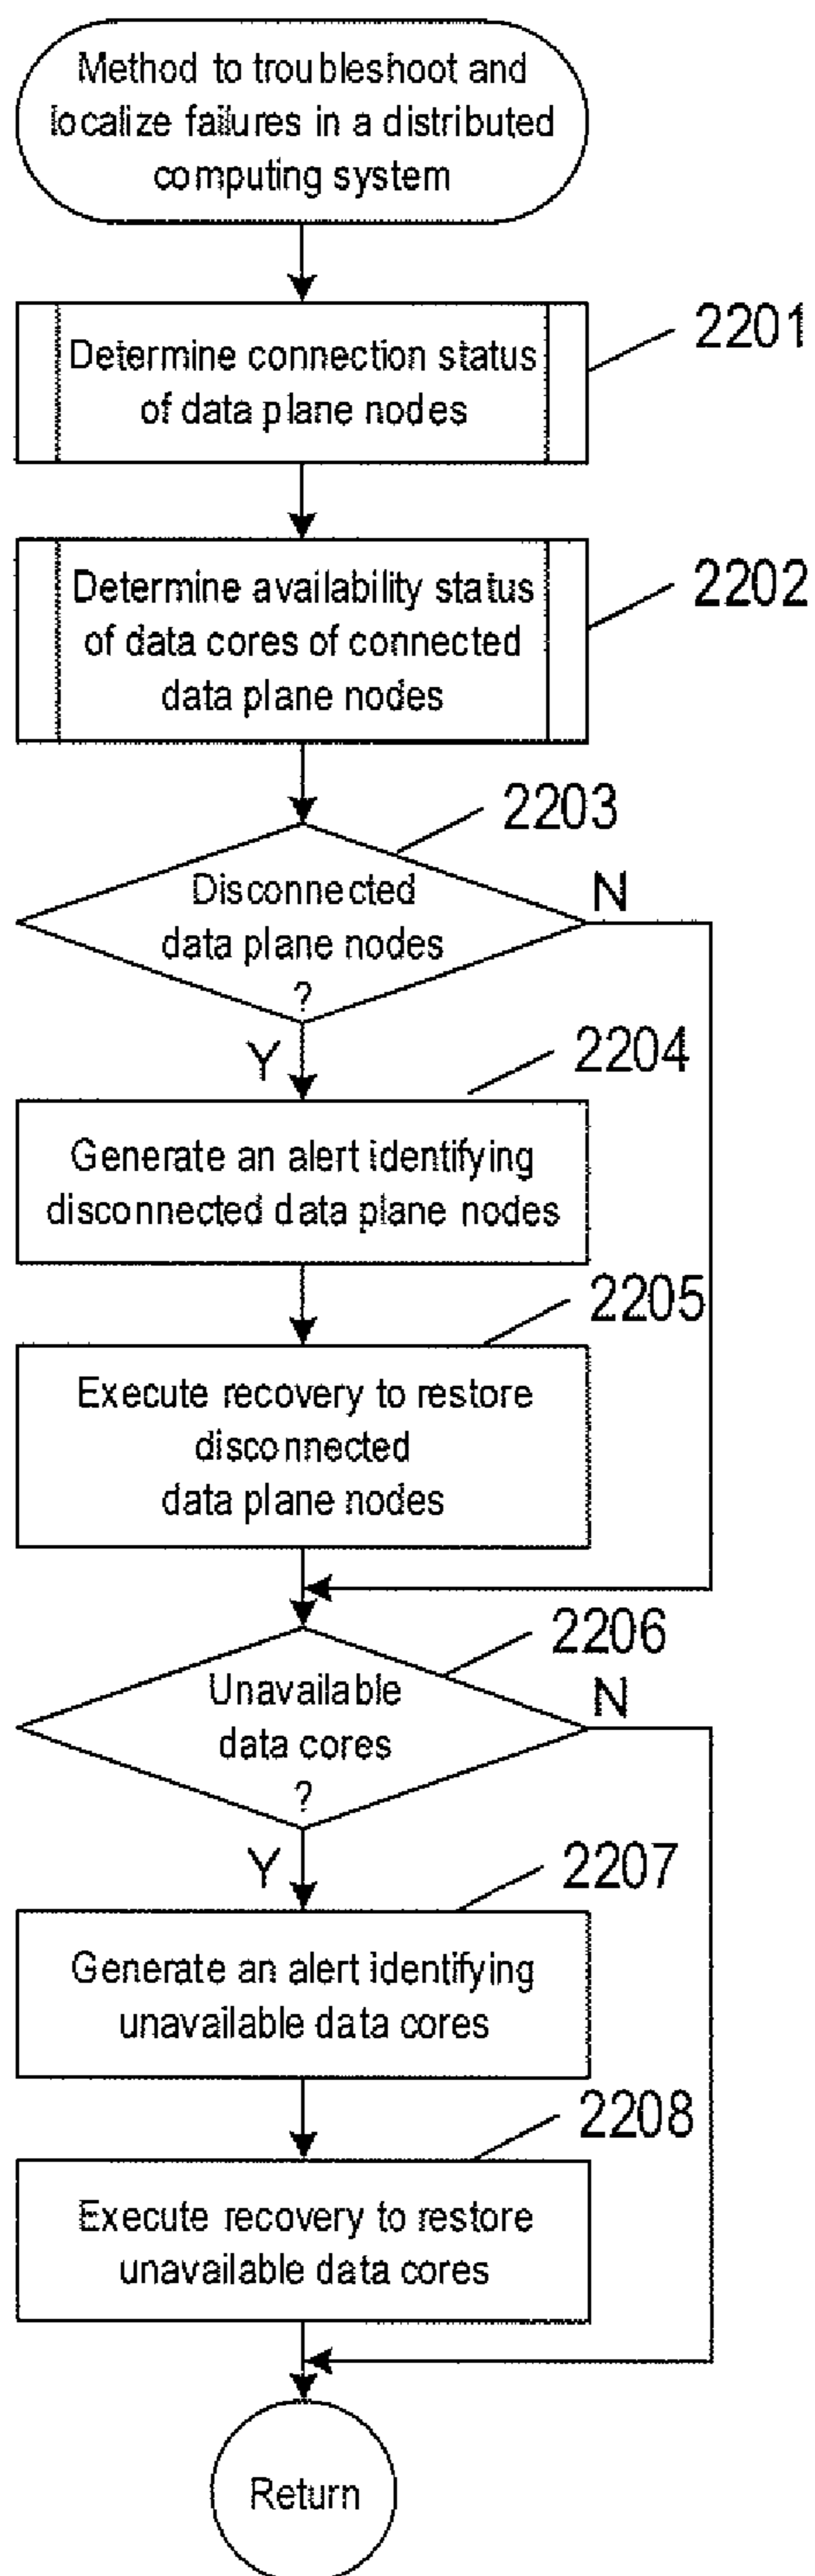 Method to troubleshoot and
localize failures in a distributed
computing system
2201
Determine connection status
of data plane nodes
2202
Determine availability status
of data cores of connected
data plane nodes
2203
Disconnected
data plane nodes
?
N
Y
2204
Generate an alert identifying
disconnected data plane nodes
2205
Execute recovery to restore
disconnected
data plane nodes
2206
Unavailable
data cores
?
N
Y
2207
Generate an alert identifying
unavailable data cores
2208
Execute recovery to restore
unavailable data cores
Return